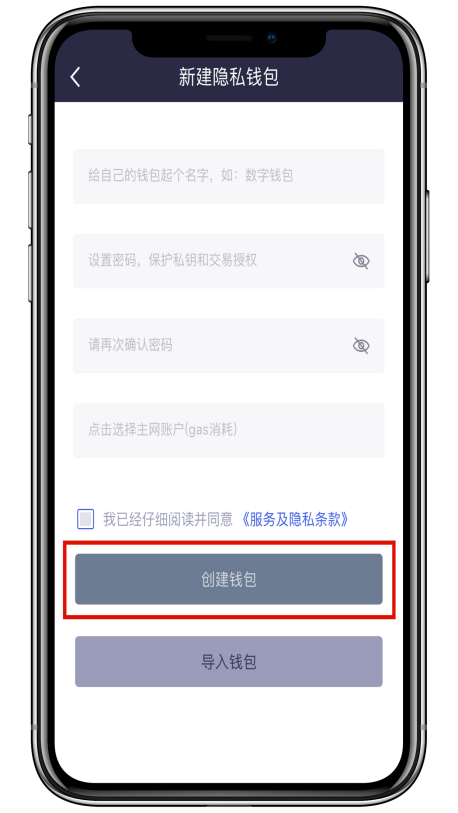 新建隐私钱包
给自己的钱包起个名字，如：数字钱包
设置密码，保护私钥和交易授权
请再次确认密码
点击选择主网账户(gas消耗)
我已经仔细阅读并同意 《服务及隐私条款》
创建钱包
导入钱包